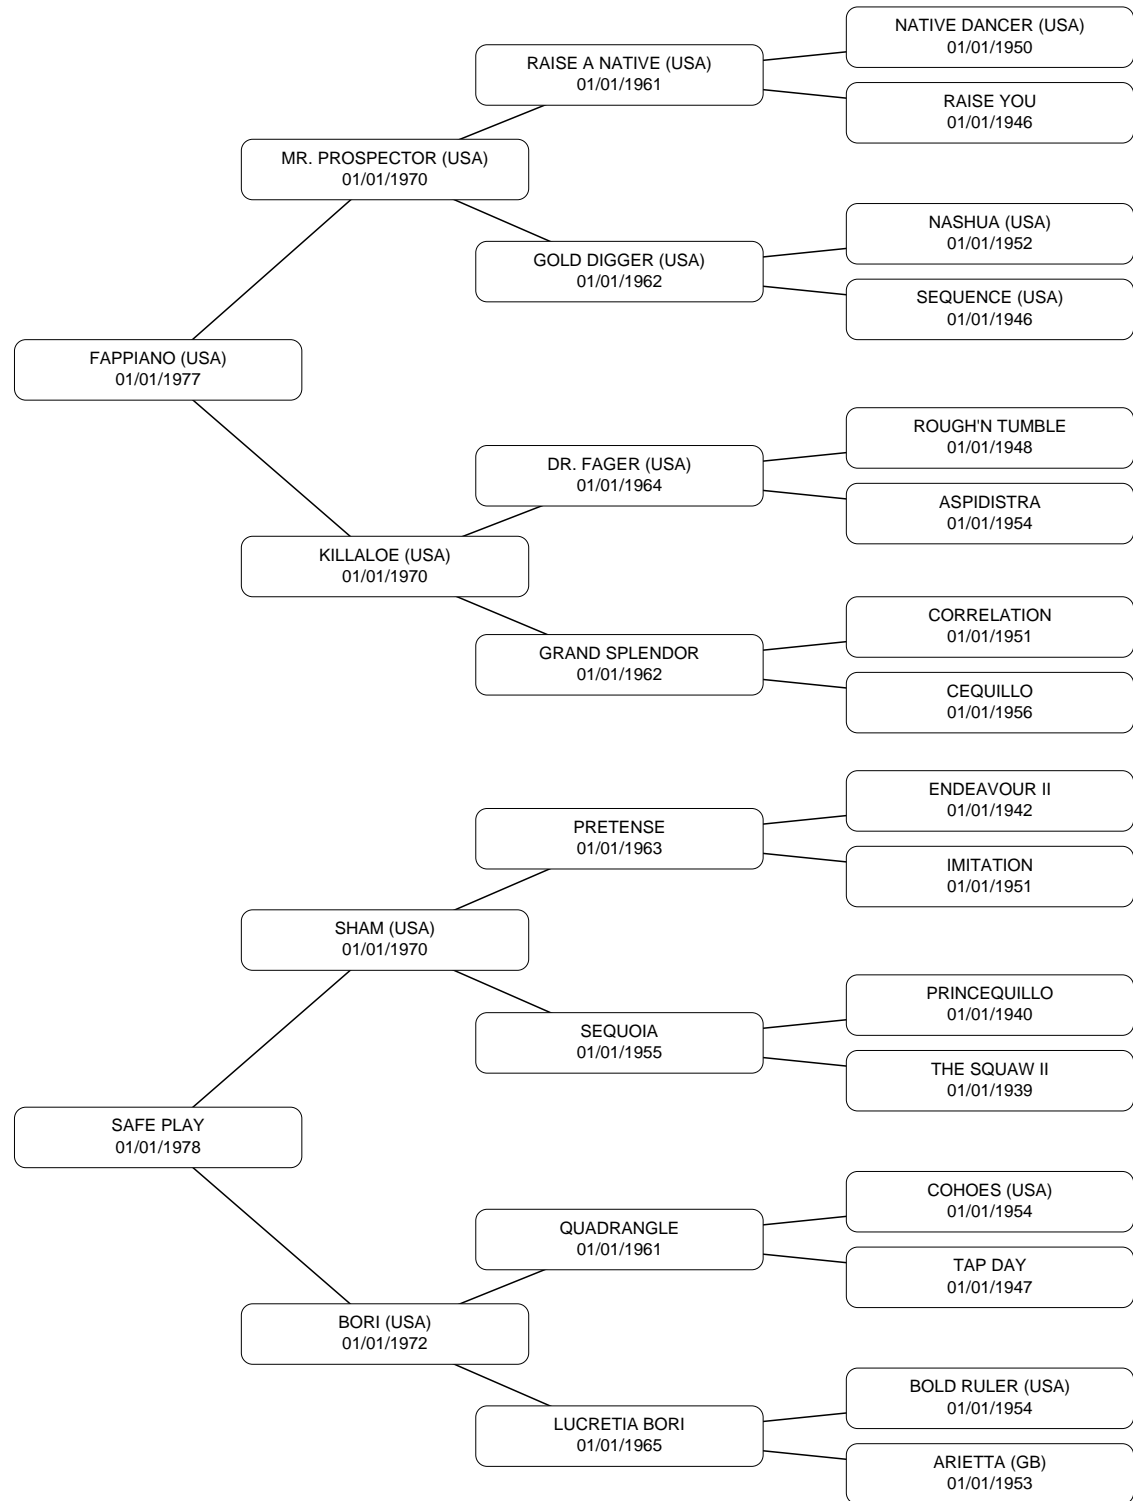 NATIVE DANCER (USA)
01/01/1950
RAISE A NATIVE (USA)
01/01/1961
RAISE YOU
01/01/1946
MR. PROSPECTOR (USA)
01/01/1970
NASHUA (USA)
01/01/1952
GOLD DIGGER (USA)
01/01/1962
SEQUENCE (USA)
01/01/1946
FAPPIANO (USA)
01/01/1977
ROUGH'N TUMBLE
01/01/1948
DR. FAGER (USA)
01/01/1964
ASPIDISTRA
01/01/1954
KILLALOE (USA)
01/01/1970
CORRELATION
01/01/1951
GRAND SPLENDOR
01/01/1962
CEQUILLO
01/01/1956
ENDEAVOUR II
01/01/1942
PRETENSE
01/01/1963
IMITATION
01/01/1951
SHAM (USA)
01/01/1970
PRINCEQUILLO
01/01/1940
SEQUOIA
01/01/1955
THE SQUAW II
01/01/1939
SAFE PLAY
01/01/1978
COHOES (USA)
01/01/1954
QUADRANGLE
01/01/1961
TAP DAY
01/01/1947
BORI (USA)
01/01/1972
BOLD RULER (USA)
01/01/1954
LUCRETIA BORI
01/01/1965
ARIETTA (GB)
01/01/1953